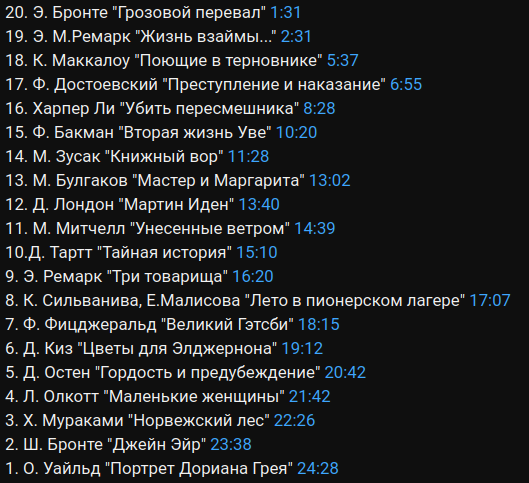 20. Э. Бронте "Грозовой перевал" 1:31
19. Э. М.Ремарк "Жизнь взаймы..." 2:31
18. К. Маккалоу "Поющие в терновнике" 5:37
17. Ф. Достоевский "Преступление и наказание" 6:55
16. Харпер Ли "Убить пересмешника" 8:28
15. Ф. Бакман "Вторая жизнь Уве" 10:20
14. М. Зусак "Книжный вор" 11:28
13. М. Булгаков "Мастер и Маргарита" 13:02
12. Д. Лондон "Мартин Иден" 13:40
11. М. Митчелл "Унесенные ветром" 14:39
10.Д. Тартт "Тайная история" 15:10
9. Э. Ремарк "Три товарища" 16:20
8. К. Сильванива, Е.Малисова "Лето в пионерском лагере" 17:07
7. Ф. Фицджеральд "Великий Гэтсби" 18:15
6. Д. Киз "Цветы для Элджернона" 19:12
5. Д. Остен "Гордость и предубеждение" 20:42
4. Л. Олкотт "Маленькие женщины" 21:42
3. Х. Мураками "Норвежский лес" 22:26
2. Ш. Бронте "Джейн Эйр" 23:38
1. О. Уайльд "Портрет Дориана Грея" 24:28